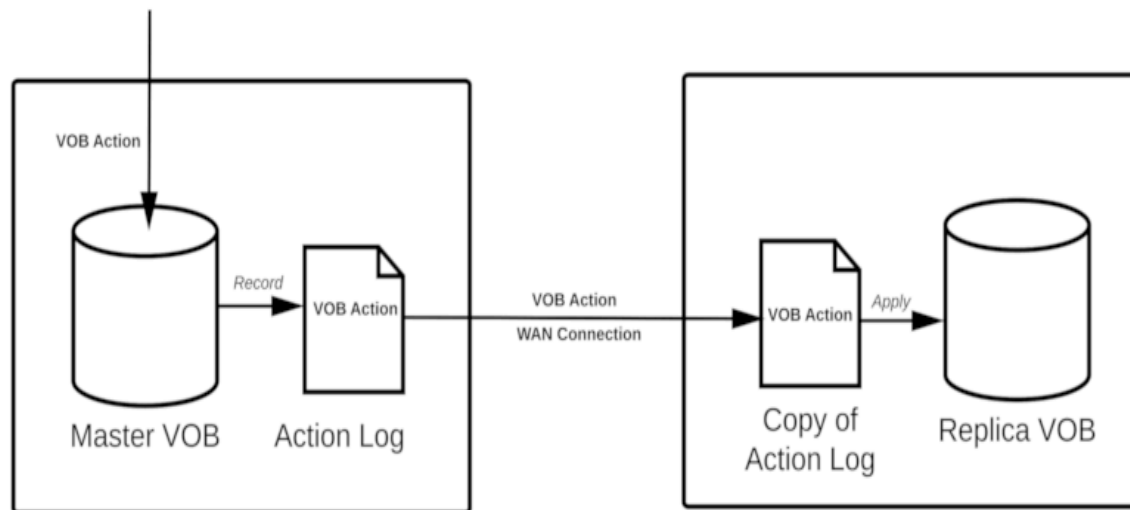 VOB Action
Record
VOB Action
Master VOB
Action Log
VOB Action
WAN Connection
VOB Action
Apply
Copy of
Action Log
Replica VOB